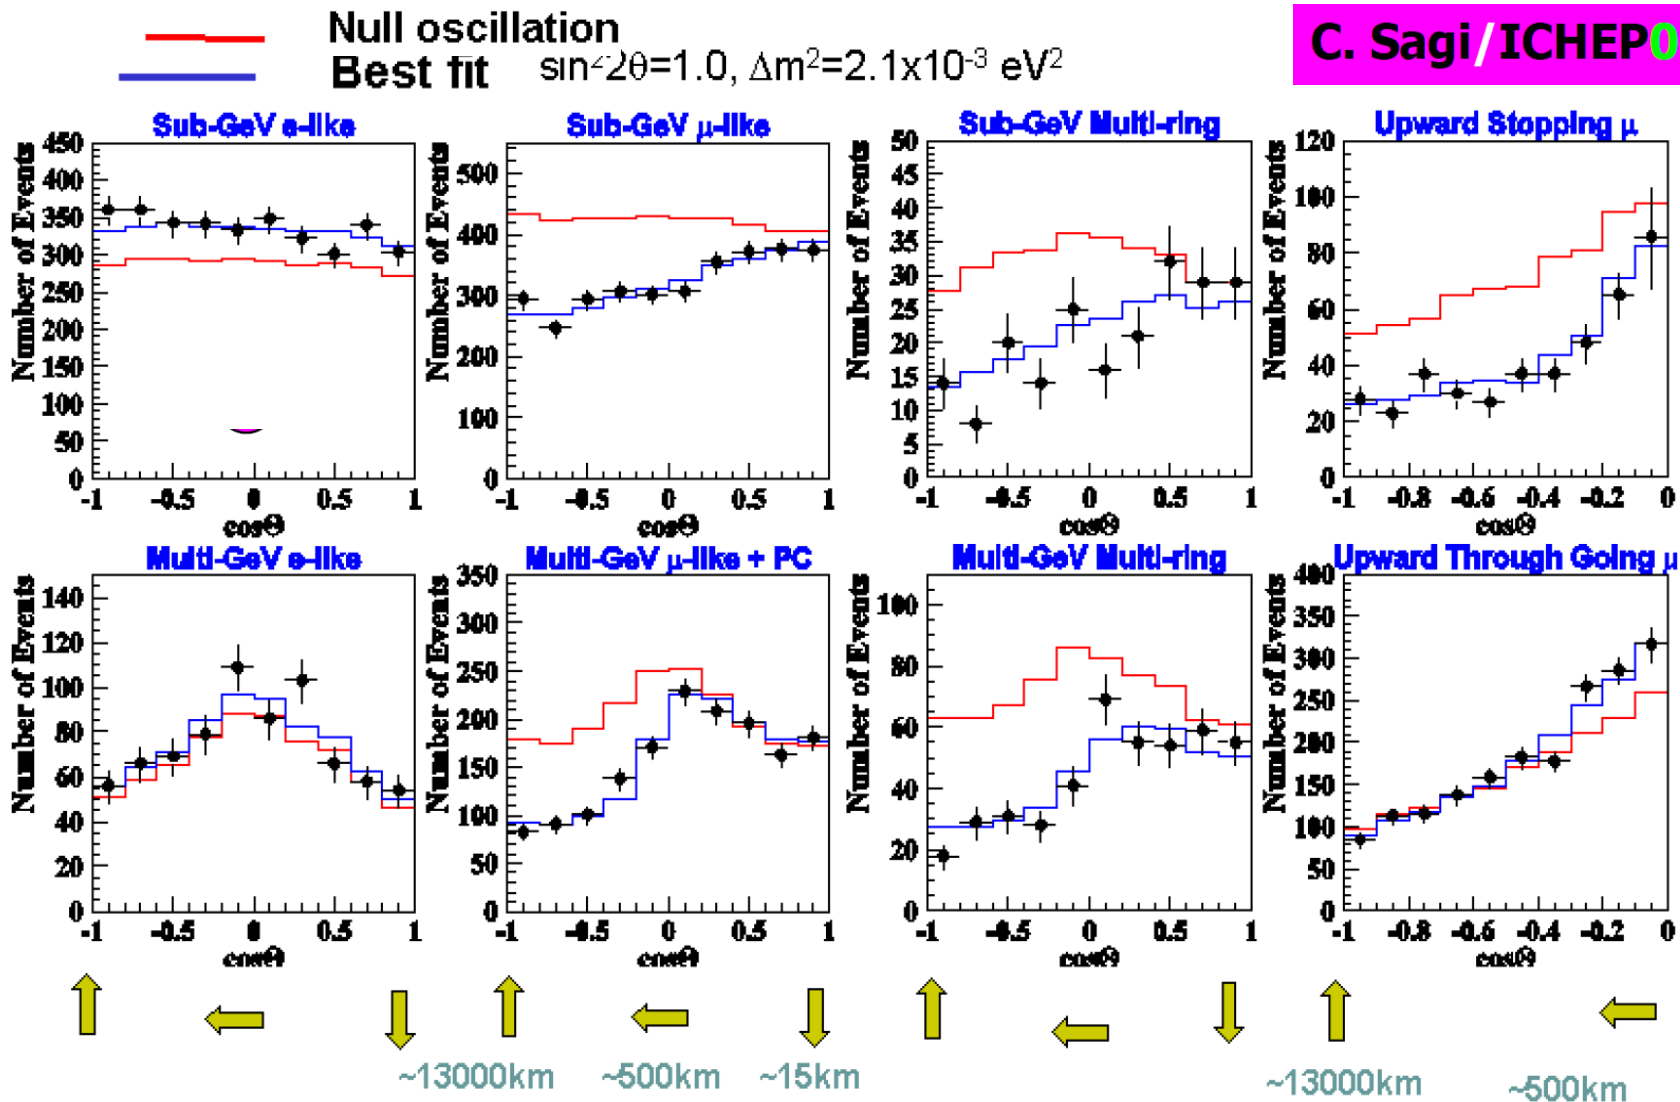 Null oscillation
Best fit sin²2θ=1.0, Δm²=2.1x10⁻³ eV²
C. Sagi/ICHEP0
Sub-GeV e-like
Number of Events
450
400
350
300
250
200
150
100
50
0
-1 -0.5 0 0.5 1
cosΘ
Sub-GeV μ-like
Number of Events
500
400
300
200
100
0
-1 -0.5 0 0.5 1
cosΘ
Sub-GeV Multi-ring
Number of Events
50
45
40
35
30
25
20
15
10
5
0
-1 -0.5 0 0.5 1
cosΘ
Upward Stopping μ
Number of Events
120
100
80
60
40
20
0
-1 -0.8 -0.6 -0.4 -0.2 0
cosΘ
Multi-GeV e-like
Number of Events
140
120
100
80
60
40
20
0
-1 -0.5 0 0.5 1
cosΘ
Multi-GeV μ-like + PC
Number of Events
350
300
250
200
150
100
50
0
-1 -0.5 0 0.5 1
cosΘ
Multi-GeV Multi-ring
Number of Events
100
80
60
40
20
0
-1 -0.5 0 0.5 1
cosΘ
Upward Through Going μ
Number of Events
400
350
300
250
200
150
100
50
0
-1 -0.8 -0.6 -0.4 -0.2 0
cosΘ
~13000km ~500km ~15km
~13000km ~500km